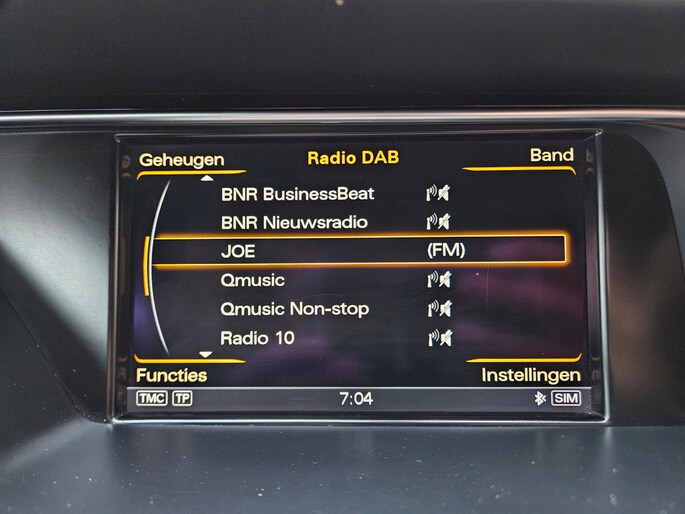 Geheugen Radio DAB Band
BNR BusinessBeat
BNR Nieuwsradio
JOE (FM)
Qmusic
Qmusic Non-stop
Radio 10
Functies Instellingen
TMC TP 7:04 SIM